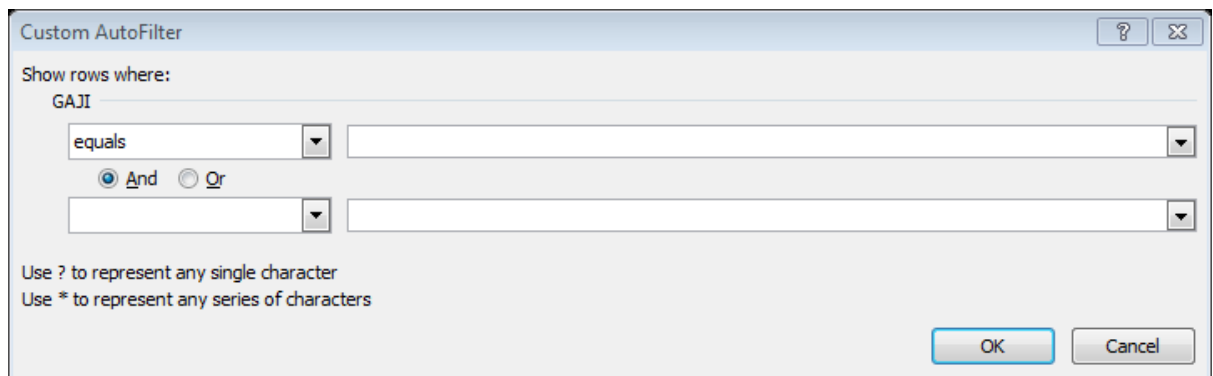 Custom AutoFilter
Show rows where:
GAJI
equals
And Or
Use ? to represent any single character
Use * to represent any series of characters
OK Cancel